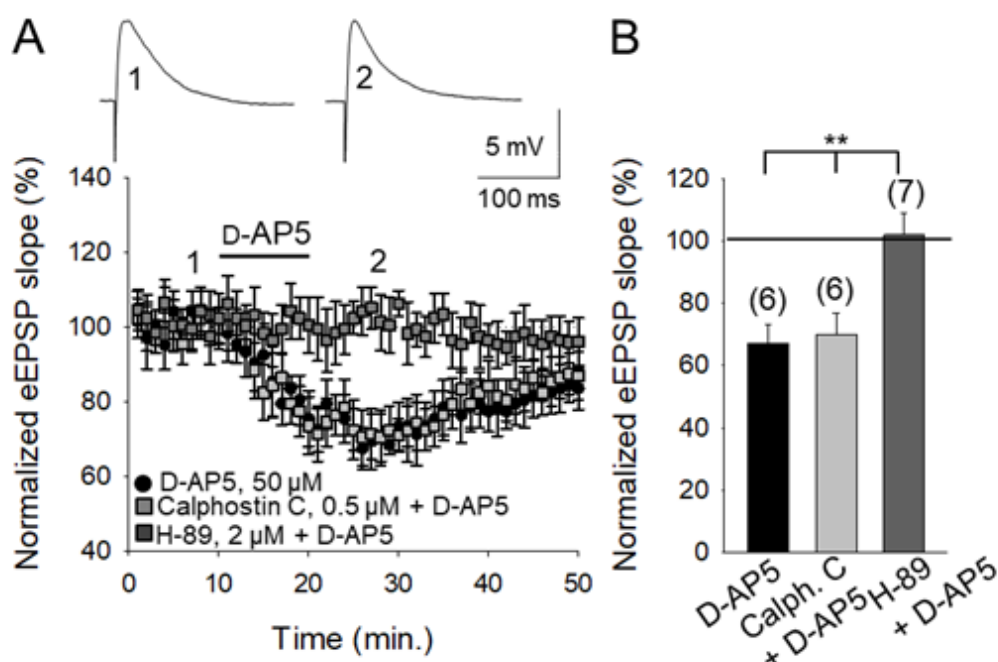 A
1
2
5 mV
100 ms
Normalized eEPSP slope (%)
140
120
100
80
60
40
D-AP5
1
2
D-AP5, 50 µM
Calphostin C, 0.5 µM + D-AP5
H-89, 2 µM + D-AP5
0
10
20
30
40
50
Time (min.)
B
**
Normalized eEPSP slope (%)
120
100
80
60
40
20
0
(6)
(6)
(7)
D-AP5
Calph. C
+ D-AP5
H-89
+ D-AP5